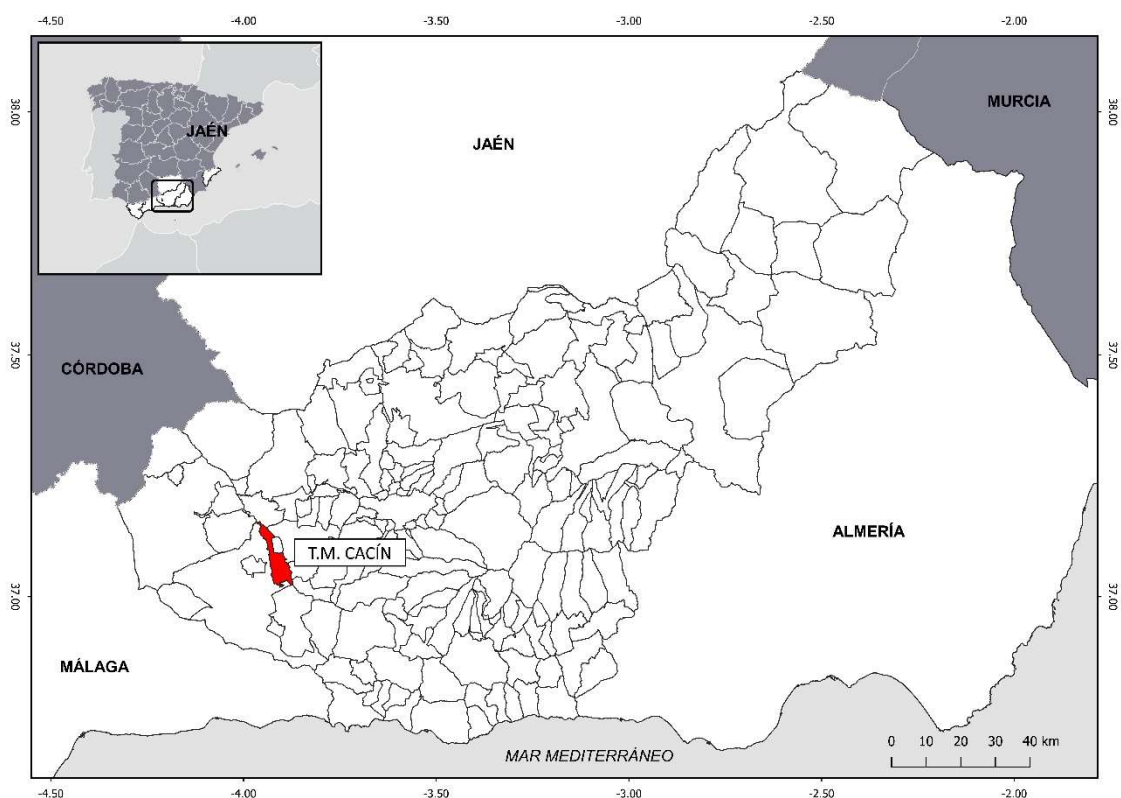 -4.50 -4.00 -3.50 -3.00 -2.50 -2.00
38.00 38.00
MURCIA
JAÉN
JAÉN
37.50 37.50
CÓRDOBA
ALMERÍA
T.M. CACÍN
37.00 37.00
MÁLAGA
0 10 20 30 40 km
MAR MEDITERRÁNEO
-4.50 -4.00 -3.50 -3.00 -2.50 -2.00